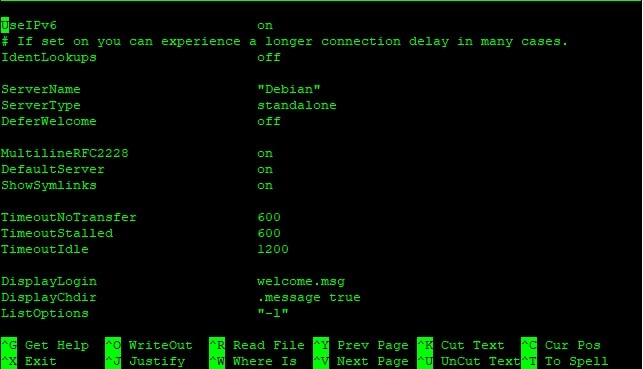 UseIPv6 on
# If set on you can experience a longer connection delay in many cases.
IdentLookups off
ServerName "Debian"
ServerType standalone
DeferWelcome off
MultilineRFC2228 on
DefaultServer on
ShowSymlinks on
TimeoutNoTransfer 600
TimeoutStalled 600
TimeoutIdle 1200
DisplayLogin welcome.msg
DisplayChdir .message true
ListOptions "-l"
^G Get Help ^O WriteOut ^R Read File ^Y Prev Page ^K Cut Text ^C Cur Pos
^X Exit ^J Justify ^W Where Is ^V Next Page ^U UnCut Text ^T To Spell